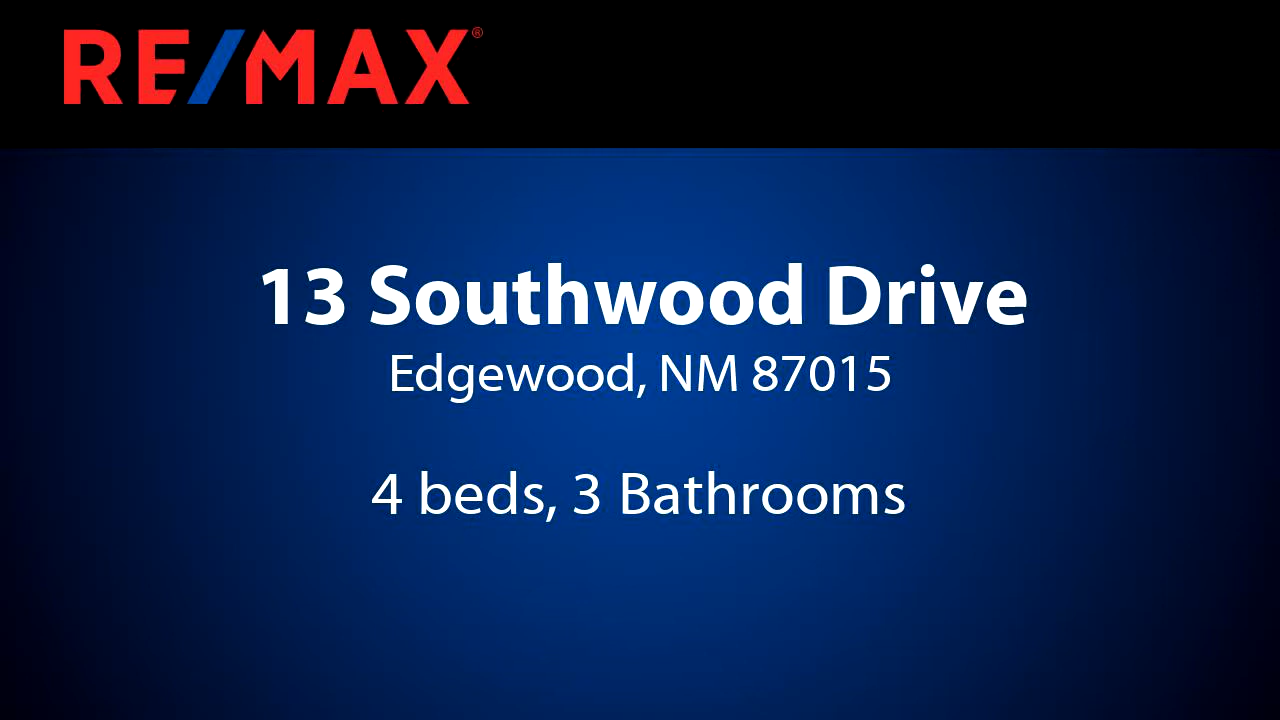 RE/MAX®
13 Southwood Drive
Edgewood, NM 87015
4 beds, 3 Bathrooms